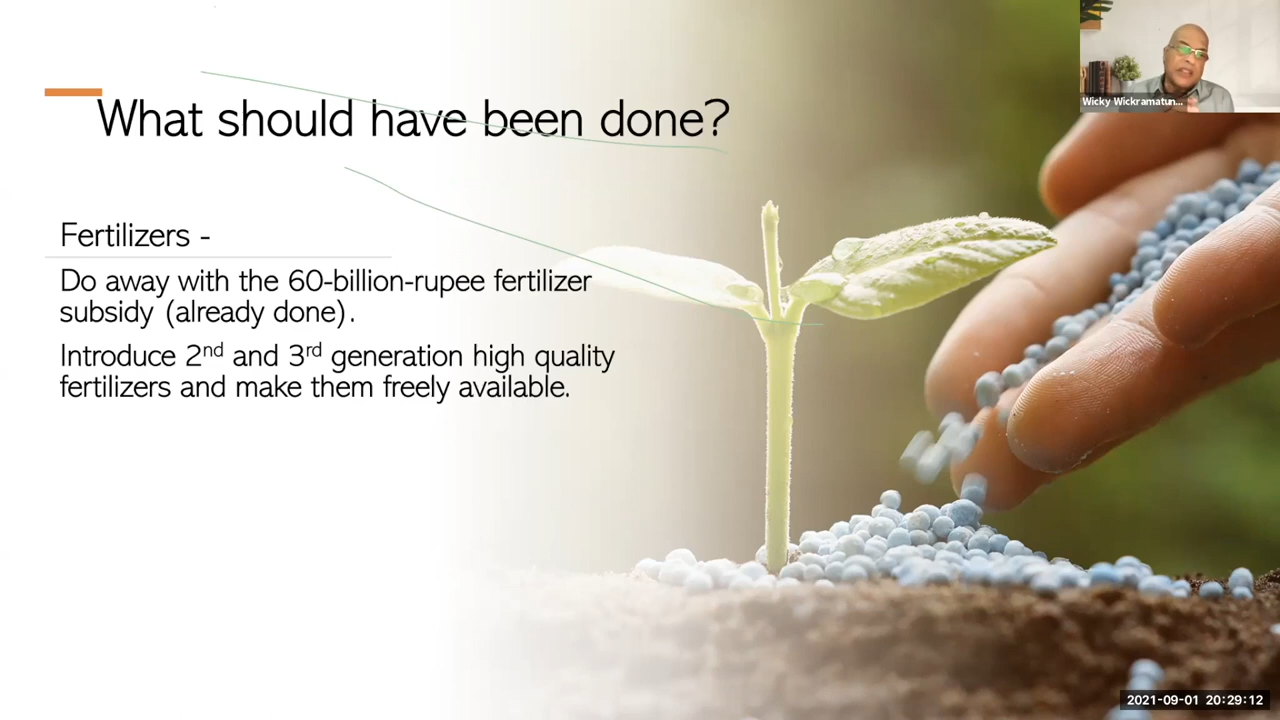 What should have been done?
Wicky Wickramatun...
Fertilizers -
Do away with the 60-billion-rupee fertilizer
subsidy (already done).
Introduce 2nd and 3rd generation high quality
fertilizers and make them freely available.
2021-09-01 20:29:12